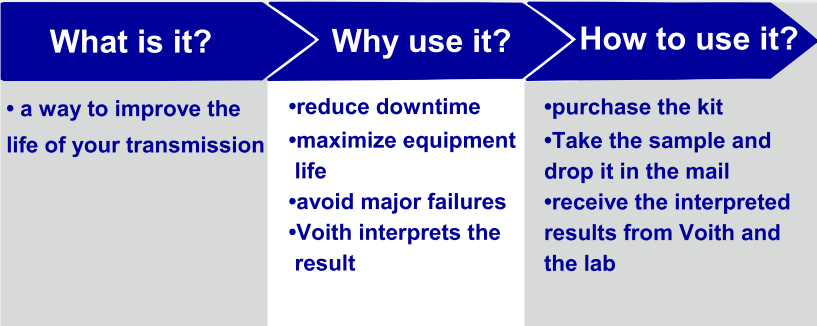 What is it?
Why use it?
How to use it?
• a way to improve the
life of your transmission
•reduce downtime
•maximize equipment
life
•avoid major failures
•Voith interprets the
result
•purchase the kit
•Take the sample and
drop it in the mail
•receive the interpreted
results from Voith and
the lab